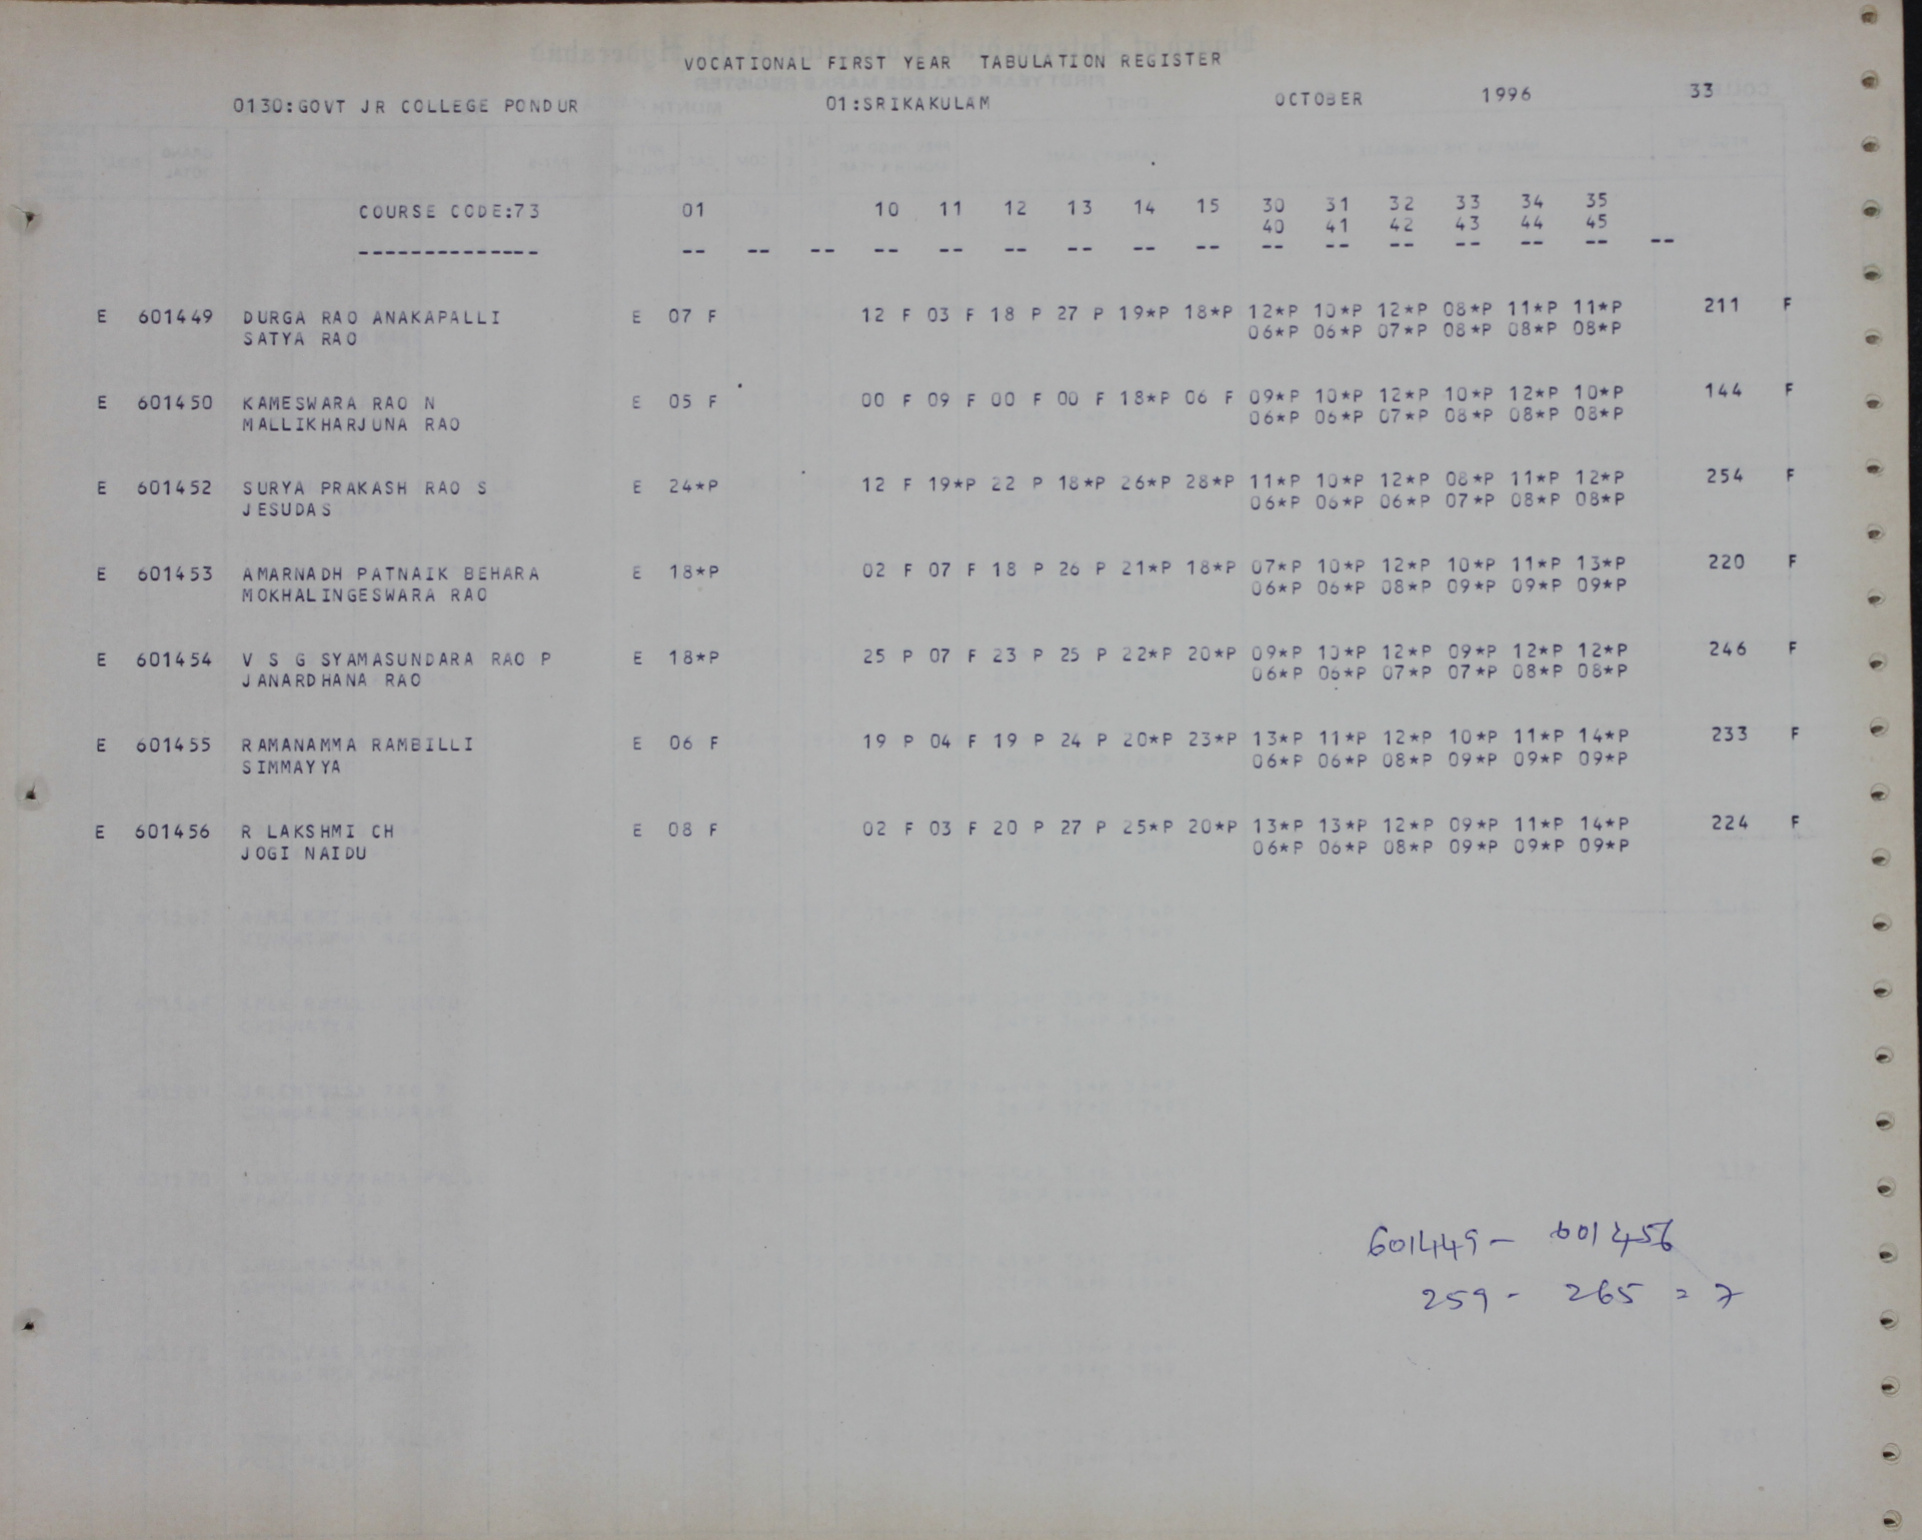 VOCATIONAL FIRST YEAR TABULATION REGISTER
0130:GOVT JR COLLEGE PONDUR 01:SRIKAKULAM OCTOBER 1996 33
COURSE CODE:73 01 10 11 12 13 14 15 30 31 32 33 34 35
40 41 42 43 44 45
-------------- -- -- -- -- -- -- -- -- -- -- -- -- -- -- -- --
E 601449 DURGA RAO ANAKAPALLI E 07 F 12 F 03 F 18 P 27 P 19*P 18*P 12*P 10*P 12*P 08*P 11*P 11*P 211 F
SATYA RAO 06*P 06*P 07*P 08*P 08*P 08*P
E 601450 KAMESWARA RAO N E 05 F 00 F 09 F 00 F 00 F 18*P 06 F 09*P 10*P 12*P 10*P 12*P 10*P 144 F
MALLIKHARJUNA RAO 06*P 06*P 07*P 08*P 08*P 08*P
E 601452 SURYA PRAKASH RAO S E 24*P 12 F 19*P 22 P 18*P 26*P 28*P 11*P 10*P 12*P 08*P 11*P 12*P 254 F
JESUDAS 06*P 06*P 06*P 07*P 08*P 08*P
E 601453 AMARNADH PATNAIK BEHARA E 18*P 02 F 07 F 18 P 26 P 21*P 18*P 07*P 10*P 12*P 10*P 11*P 13*P 220 F
MOKHALINGESWARA RAO 06*P 06*P 08*P 09*P 09*P 09*P
E 601454 V S G SYAMASUNDARA RAO P E 18*P 25 P 07 F 23 P 25 P 22*P 20*P 09*P 10*P 12*P 09*P 12*P 12*P 246 F
JANARDHANA RAO 06*P 06*P 07*P 07*P 08*P 08*P
E 601455 RAMANAMMA RAMBILLI E 06 F 19 P 04 F 19 P 24 P 20*P 23*P 13*P 11*P 12*P 10*P 11*P 14*P 233 F
SIMMAYYA 06*P 06*P 08*P 09*P 09*P 09*P
E 601456 R LAKSHMI CH E 08 F 02 F 03 F 20 P 27 P 25*P 20*P 13*P 13*P 12*P 09*P 11*P 14*P 224 F
JOGI NAIDU 06*P 06*P 08*P 09*P 09*P 09*P
601449 - 601456
259 - 265 = 7